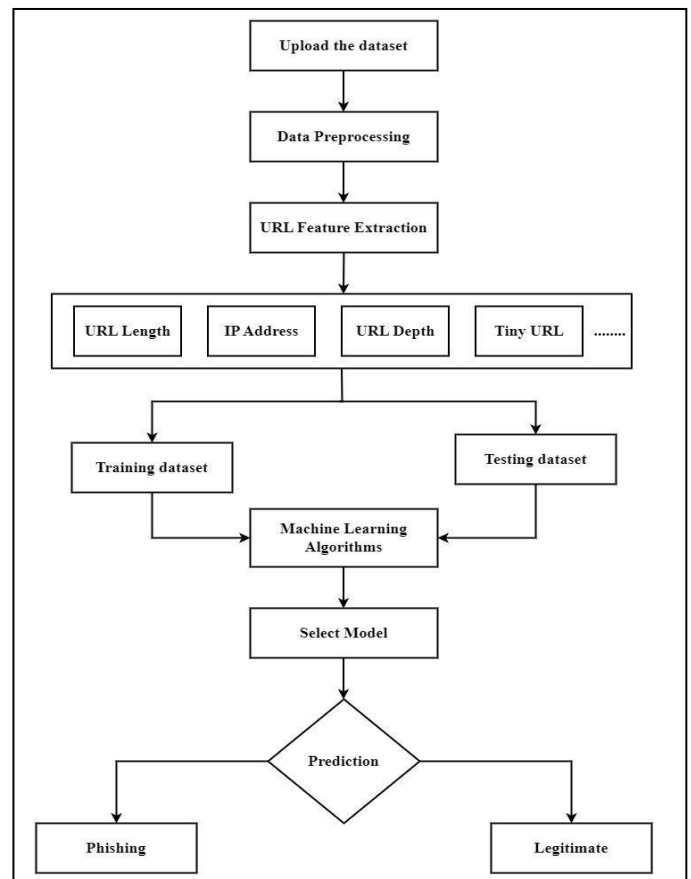 Upload the dataset
Data Preprocessing
URL Feature Extraction
URL Length
IP Address
URL Depth
Tiny URL
........
Training dataset
Testing dataset
Machine Learning
Algorithms
Select Model
Prediction
Phishing
Legitimate